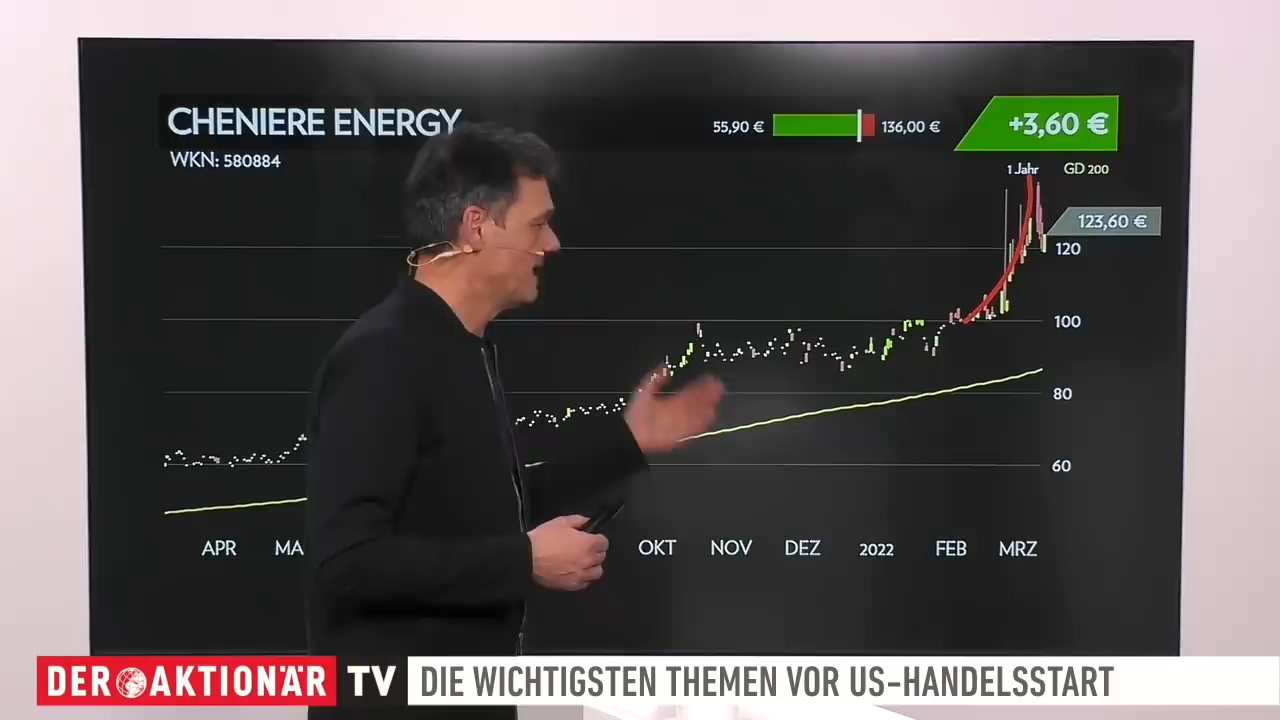 CHENIERE ENERGY
WKN: 580884
55,90 €
136,00 €
+3,60 €
1 Jahr
GD 200
123,60 €
120
100
80
60
APR
MA
OKT
NOV
DEZ
2022
FEB
MRZ
DER AKTIONÄR TV
DIE WICHTIGSTEN THEMEN VOR US-HANDELSSTART